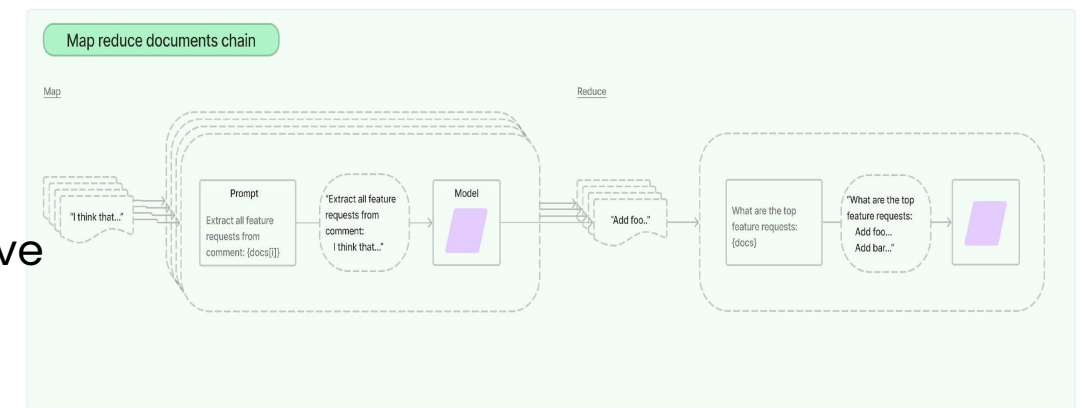 Map reduce documents chain
Map
Reduce
"I think that..."
Prompt
Extract all feature
requests from
comment: {docs[i]}
"Extract all feature
requests from
comment:
I think that..."
Model
"Add foo.."
What are the top
feature requests:
{docs}
"What are the top
feature requests:
Add foo...
Add bar..."
ve